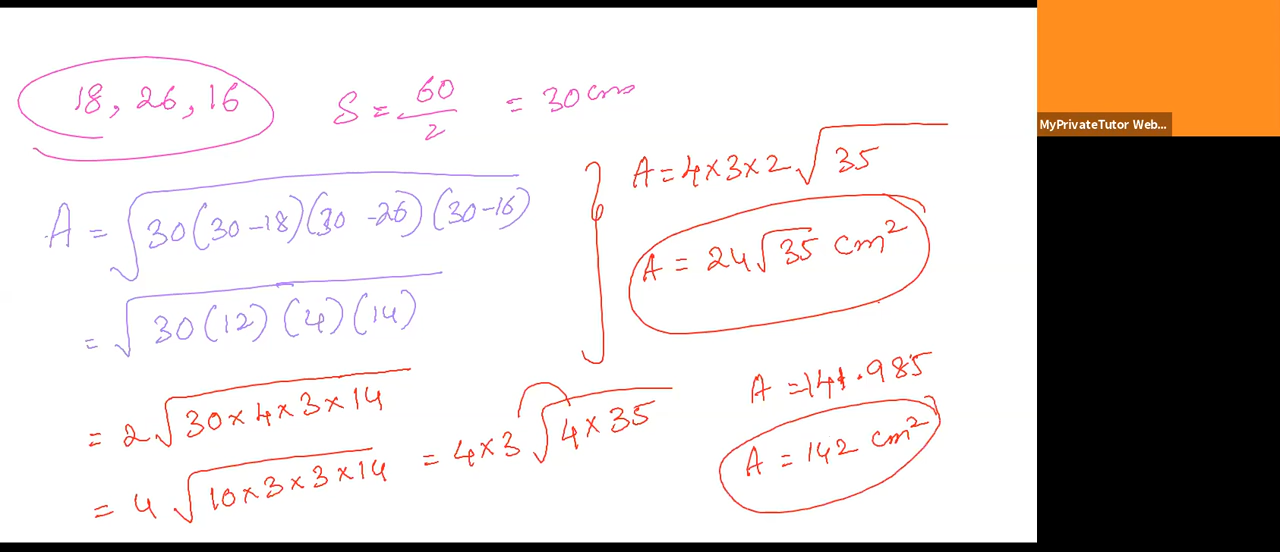 18, 26, 16
S = 60/2 = 30 cms
A = √30(30-18)(30-26)(30-16)
= √30(12)(4)(14)
= 2√30×4×3×14
= 4√10×3×3×14 = 4×3√4×35
A = 4×3×2√35
A = 24√35 cm²
A = 141.985
A = 142 cm²
MyPrivateTutor Web...